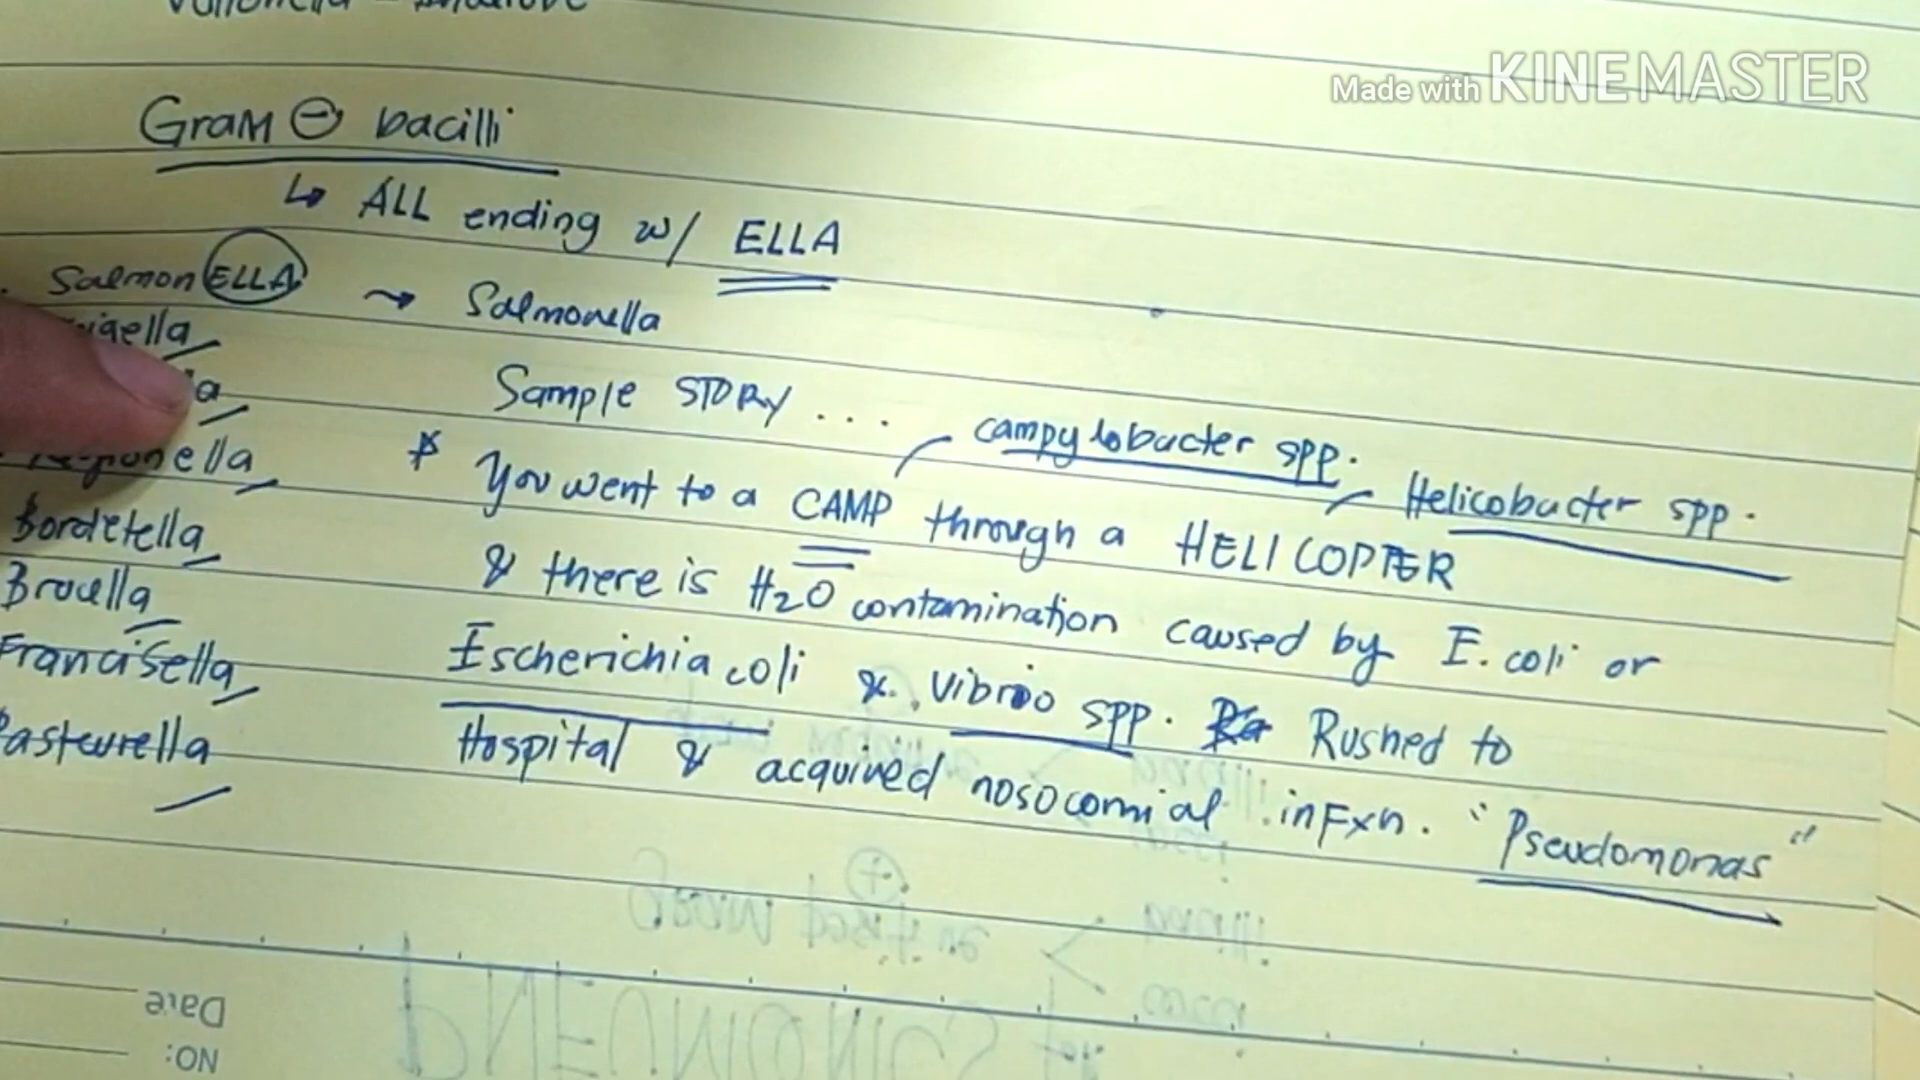 Made with KINEMASTER
Gram ⊖ bacilli
↳ ALL ending w/ ELLA
SalmonELLA → Salmonella
Sample STORY ...
campylobacter spp.
Helicobacter spp.
* You went to a CAMP through a HELICOPTER
& there is H2O contamination caused by E. coli or
Escherichia coli & Vibrio spp. Rushed to
Hospital & acquired nosocomial infxn. "Pseudomonas"
Bordetella
Brucella
Francisella
Pasteurella
Date
NO: